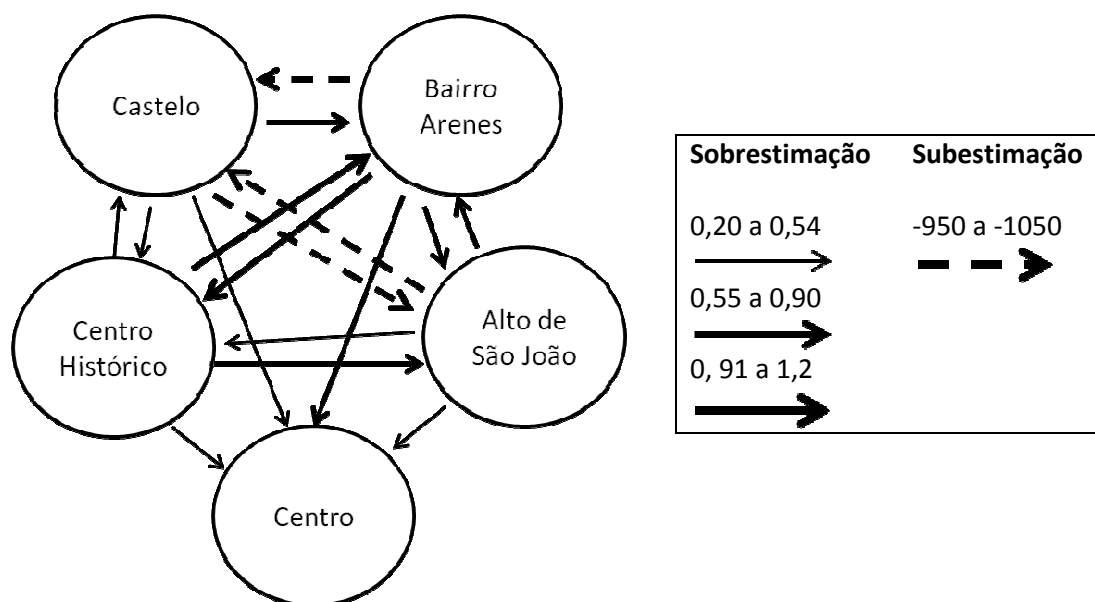 Castelo
Bairro
Arenes
Centro
Histórico
Alto de
São João
Centro
Sobrestimação Subestimação
0,20 a 0,54 -950 a -1050
0,55 a 0,90
0, 91 a 1,2